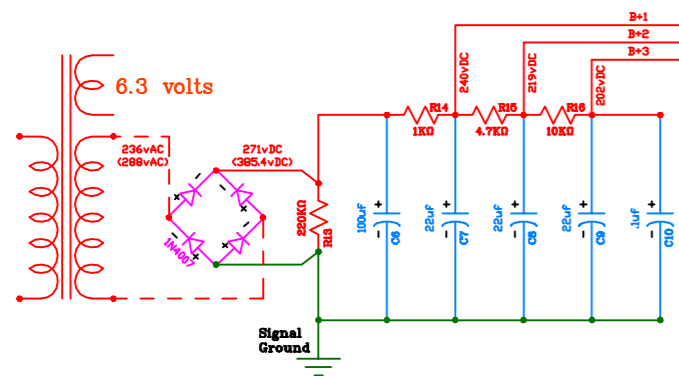 B+1
B+2
B+3
6.3 volts
240vDC
219vDC
202vDC
R14
R15
R16
1KΩ
4.7KΩ
10KΩ
236vAC
(288vAC)
271vDC
(385.4vDC)
-
-
+
+
-
-
+
+
1N4007
220KΩ
R13
100uf
+
-
C6
22uf
+
-
C7
22uf
+
-
C8
22uf
+
-
C9
.1uf
+
-
C10
Signal
Ground